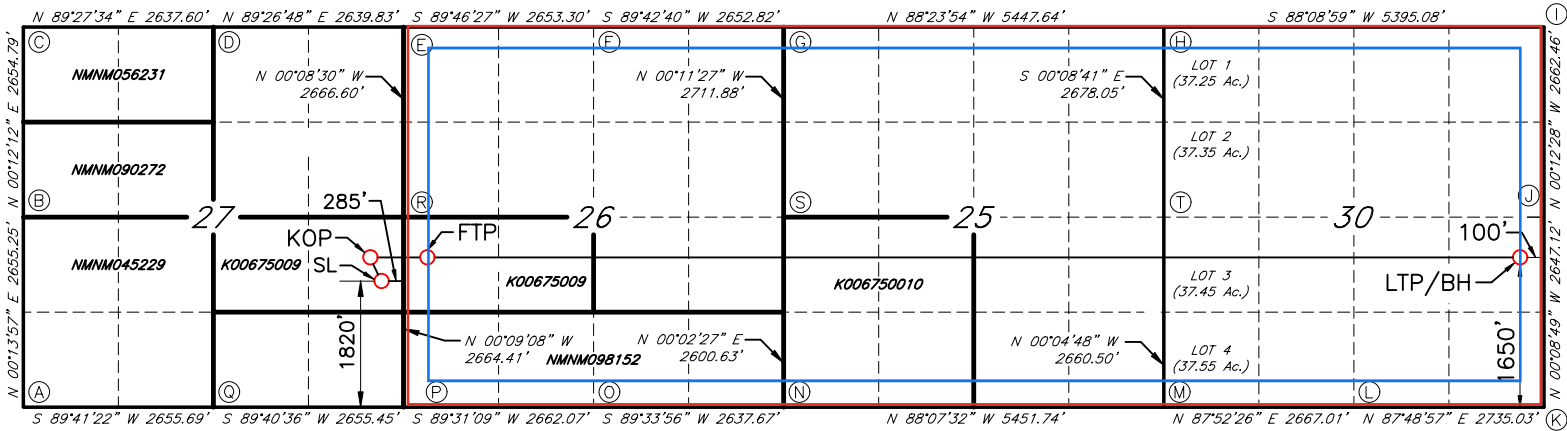 N 89°27'34" E 2637.60'
N 89°26'48" E 2639.83'
S 89°46'27" W 2653.30'
S 89°42'40" W 2652.82'
N 88°23'54" W 5447.64'
S 88°08'59" W 5395.08'
I
C
D
E
F
G
H
N 00°12'12" E 2654.79'
NMNM056231
N 00°08'30" W
2666.60'
N 00°11'27" W
2711.88'
S 00°08'41" E
2678.05'
LOT 1
(37.25 Ac.)
N 00°12'28" W 2662.46'
LOT 2
(37.35 Ac.)
NMNM090272
B
R
S
T
J
27
285'
26
25
30
KOP
FTP
100'
N 00°13'57" E 2655.25'
NMNM045229
K00675009
SL
K00675009
K006750010
LOT 3
(37.45 Ac.)
LTP/BH
N 00°08'49" W 2647.12'
1820'
N 00°09'08" W
2664.41'
NMNM098152
N 00°02'27" E
2600.63'
N 00°04'48" W
2660.50'
LOT 4
(37.55 Ac.)
1650'
A
Q
P
O
N
M
L
K
S 89°41'22" W 2655.69'
S 89°40'36" W 2655.45'
S 89°31'09" W 2662.07'
S 89°33'56" W 2637.67'
N 88°07'32" W 5451.74'
N 87°52'26" E 2667.01'
N 87°48'57" E 2735.03'